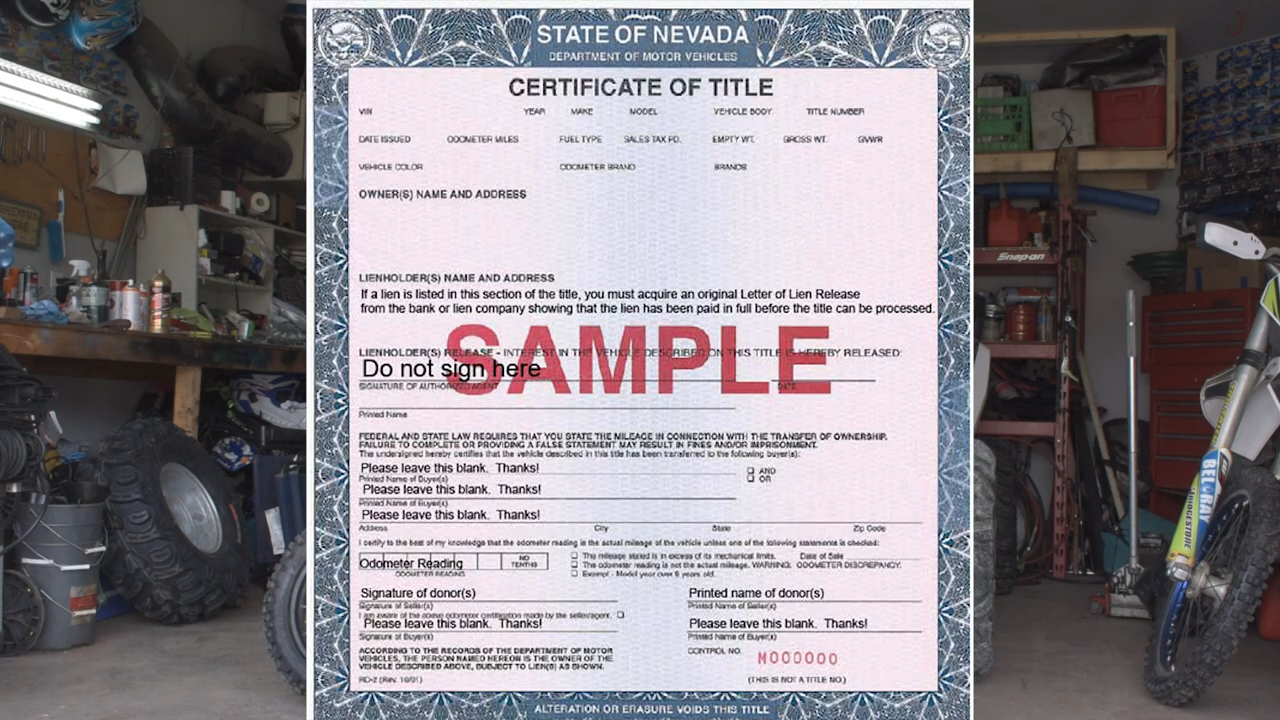 STATE OF NEVADA
DEPARTMENT OF MOTOR VEHICLES
CERTIFICATE OF TITLE
VIN YEAR MAKE MODEL VEHICLE BODY TITLE NUMBER
DATE ISSUED ODOMETER MILES FUEL TYPE SALES TAX PD. EMPTY WT. GROSS WT. GVWR
VEHICLE COLOR ODOMETER BRAND BRANDS
OWNER(S) NAME AND ADDRESS
LIENHOLDER(S) NAME AND ADDRESS
If a lien is listed in this section of the title, you must acquire an original Letter of Lien Release
from the bank or lien company showing that the lien has been paid in full before the title can be processed.
SAMPLE
LIENHOLDER(S) RELEASE - INTEREST IN THE VEHICLE DESCRIBED ON THIS TITLE IS HEREBY RELEASED:
Do not sign here
SIGNATURE OF AUTHORIZED AGENT DATE
Printed Name
FEDERAL AND STATE LAW REQUIRES THAT YOU STATE THE MILEAGE IN CONNECTION WITH THE TRANSFER OF OWNERSHIP.
FAILURE TO COMPLETE OR PROVIDING A FALSE STATEMENT MAY RESULT IN FINES AND/OR IMPRISONMENT.
The undersigned hereby certifies that the vehicle described in this title has been transferred to the following buyer(s):
Please leave this blank. Thanks!
AND
Printed Name of Buyer(s)
OR
Please leave this blank. Thanks!
Printed Name of Buyer(s)
Please leave this blank. Thanks!
Address City State Zip Code
I certify to the best of my knowledge that the odometer reading is the actual mileage of the vehicle unless one of the following statements is checked:
Odometer Reading NO TENTHS
ODOMETER READING
The mileage stated is in excess of its mechanical limits. Date of Sale
The odometer reading is not the actual mileage. WARNING: ODOMETER DISCREPANCY.
Exempt - Model year over 9 years old.
Signature of donor(s) Printed name of donor(s)
Signature of Seller(s) Printed Name of Seller(s)
I am aware of the above odometer certification made by the seller/agent.
Please leave this blank. Thanks! Please leave this blank. Thanks!
Signature of Buyer(s) Printed Name of Buyer(s)
ACCORDING TO THE RECORDS OF THE DEPARTMENT OF MOTOR
VEHICLES, THE PERSON NAMED HEREON IS THE OWNER OF THE
VEHICLE DESCRIBED ABOVE, SUBJECT TO LIEN(S) AS SHOWN.
CONTROL NO. M000000
RD-2 (Rev. 10/01) (THIS IS NOT A TITLE NO.)
ALTERATION OR ERASURE VOIDS THIS TITLE
Snap-on
BEL-RAY
BRIDGESTONE